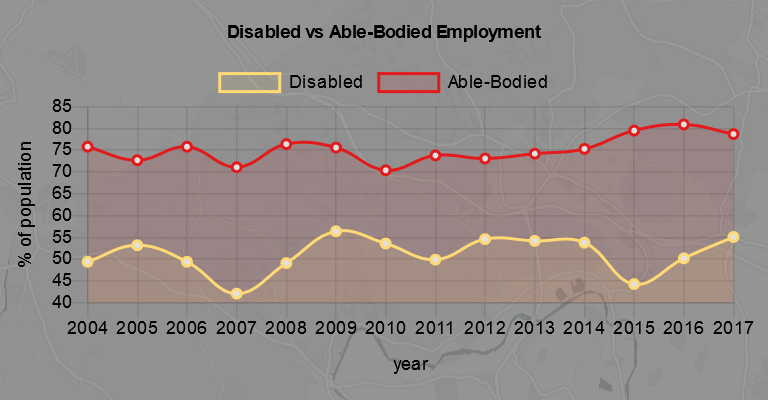 Disabled vs Able-Bodied Employment
Disabled Able-Bodied
% of population
85
80
75
70
65
60
55
50
45
40
2004 2005 2006 2007 2008 2009 2010 2011 2012 2013 2014 2015 2016 2017
year